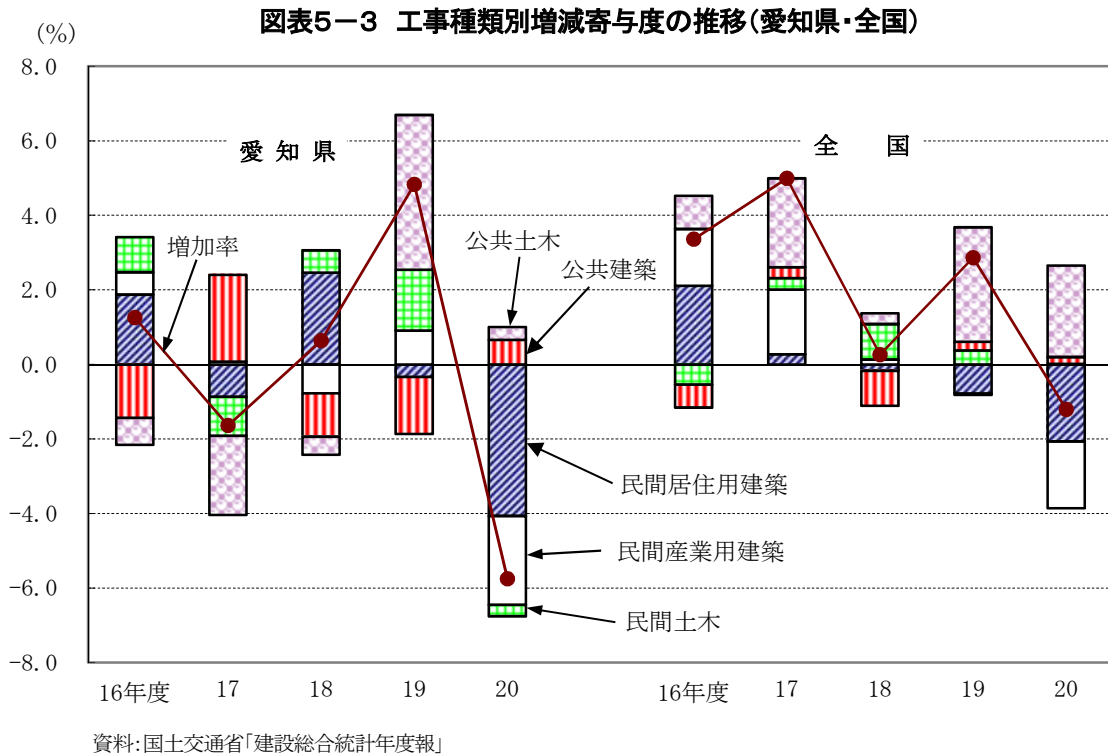 図表5-3 工事種類別増減寄与度の推移(愛知県・全国)
(%)
8.0
6.0
4.0
2.0
0.0
-2.0
-4.0
-6.0
-8.0
愛知県
全国
増加率
公共土木
公共建築
民間居住用建築
民間産業用建築
民間土木
16年度 17 18 19 20 16年度 17 18 19 20
資料:国土交通省「建設総合統計年度報」